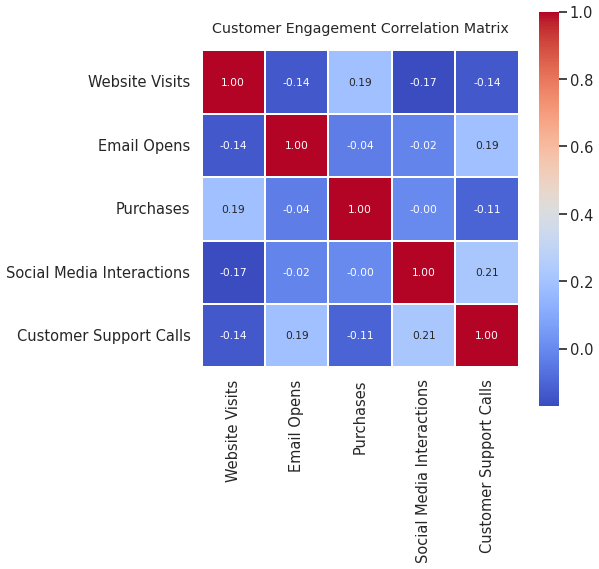 Customer Engagement Correlation Matrix
1.0
Website Visits 1.00 -0.14 0.19 -0.17 -0.14
0.8
Email Opens -0.14 1.00 -0.04 -0.02 0.19
0.6
Purchases 0.19 -0.04 1.00 -0.00 -0.11
0.4
Social Media Interactions -0.17 -0.02 -0.00 1.00 0.21
0.2
Customer Support Calls -0.14 0.19 -0.11 0.21 1.00
0.0
Website Visits
Email Opens
Purchases
Social Media Interactions
Customer Support Calls